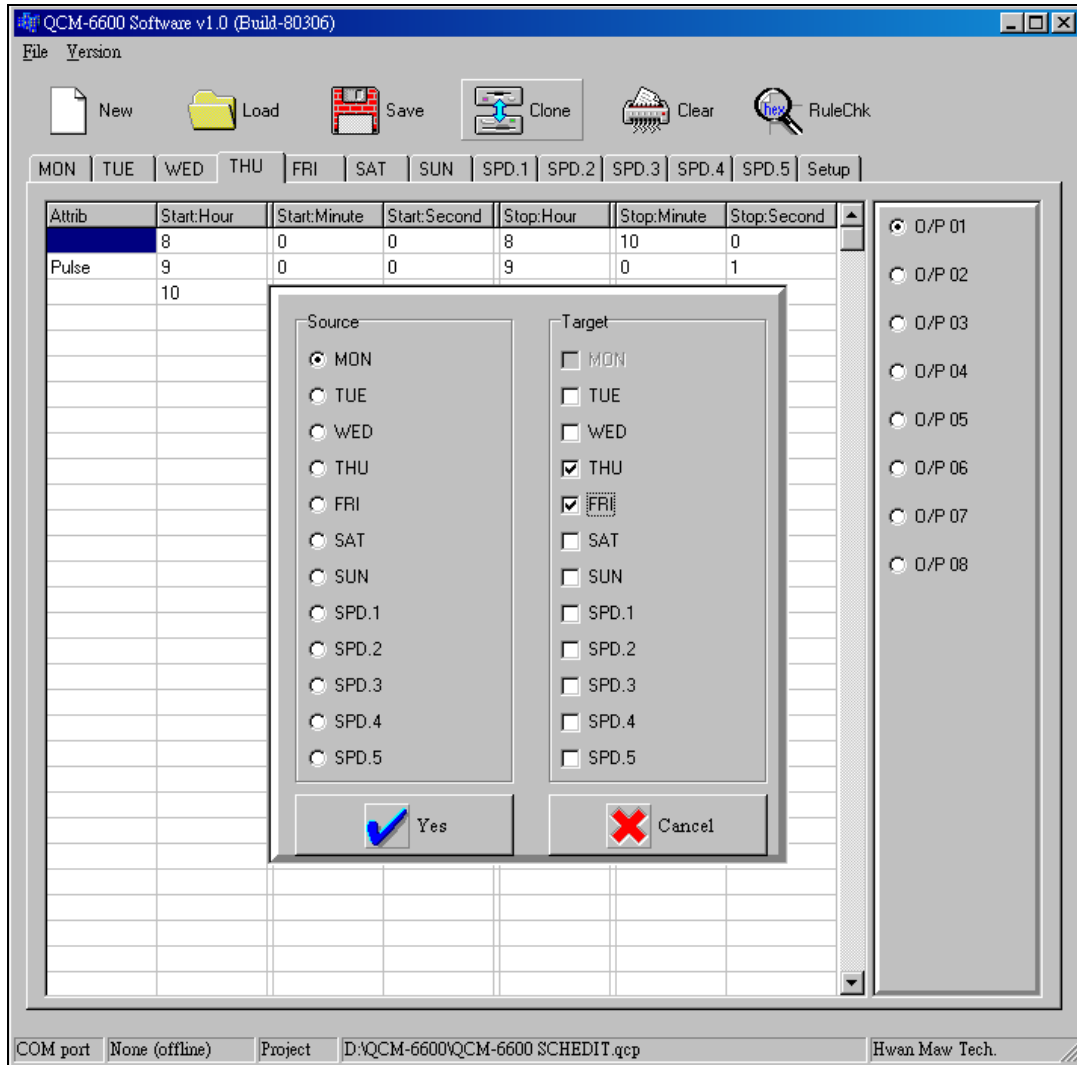 QCM-6600 Software v1.0 (Build-80306)
File Version
New Load Save Clone Clear hex RuleChk
MON TUE WED THU FRI SAT SUN SPD.1 SPD.2 SPD.3 SPD.4 SPD.5 Setup
Attrib Start:Hour Start:Minute Start:Second Stop:Hour Stop:Minute Stop:Second
8 0 0 8 10 0
Pulse 9 0 0 9 0 1
10
Source
MON
TUE
WED
THU
FRI
SAT
SUN
SPD.1
SPD.2
SPD.3
SPD.4
SPD.5
Yes
Target
MON
TUE
WED
THU
FRI
SAT
SUN
SPD.1
SPD.2
SPD.3
SPD.4
SPD.5
Cancel
O/P 01
O/P 02
O/P 03
O/P 04
O/P 05
O/P 06
O/P 07
O/P 08
COM port None (offline) Project D:\QCM-6600\QCM-6600 SCHEDIT.qcp Hwan Maw Tech.